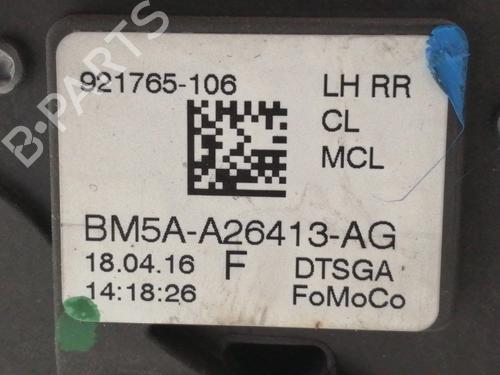 B-PARTS
921765-106 LH RR
CL
MCL
BM5A-A26413-AG
18.04.16 F DTSGA
14:18:26 FoMoCo